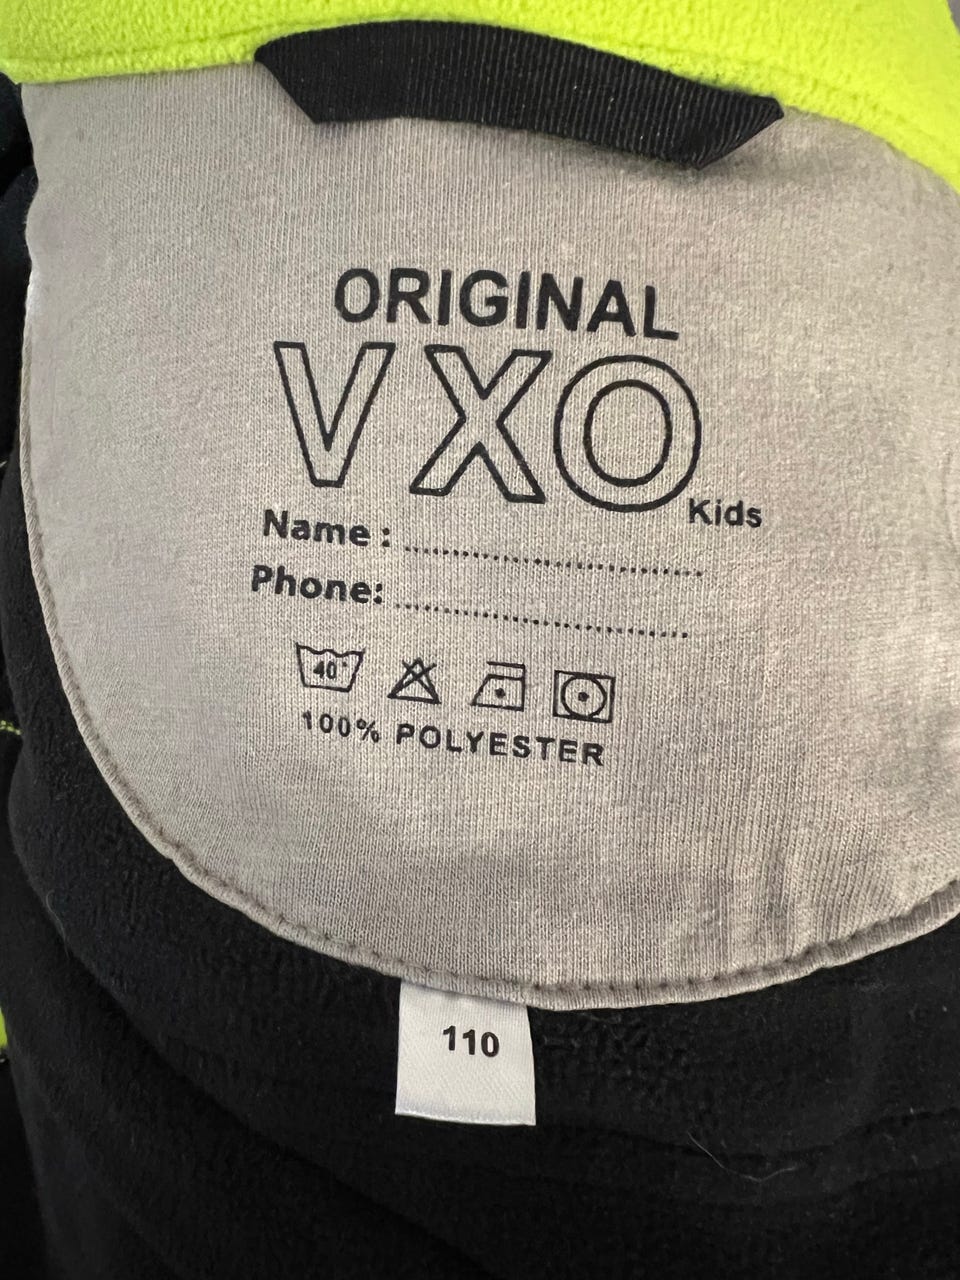 ORIGINAL
VXO
Kids
Name : ........................................
Phone: ........................................
40°
100% POLYESTER
110